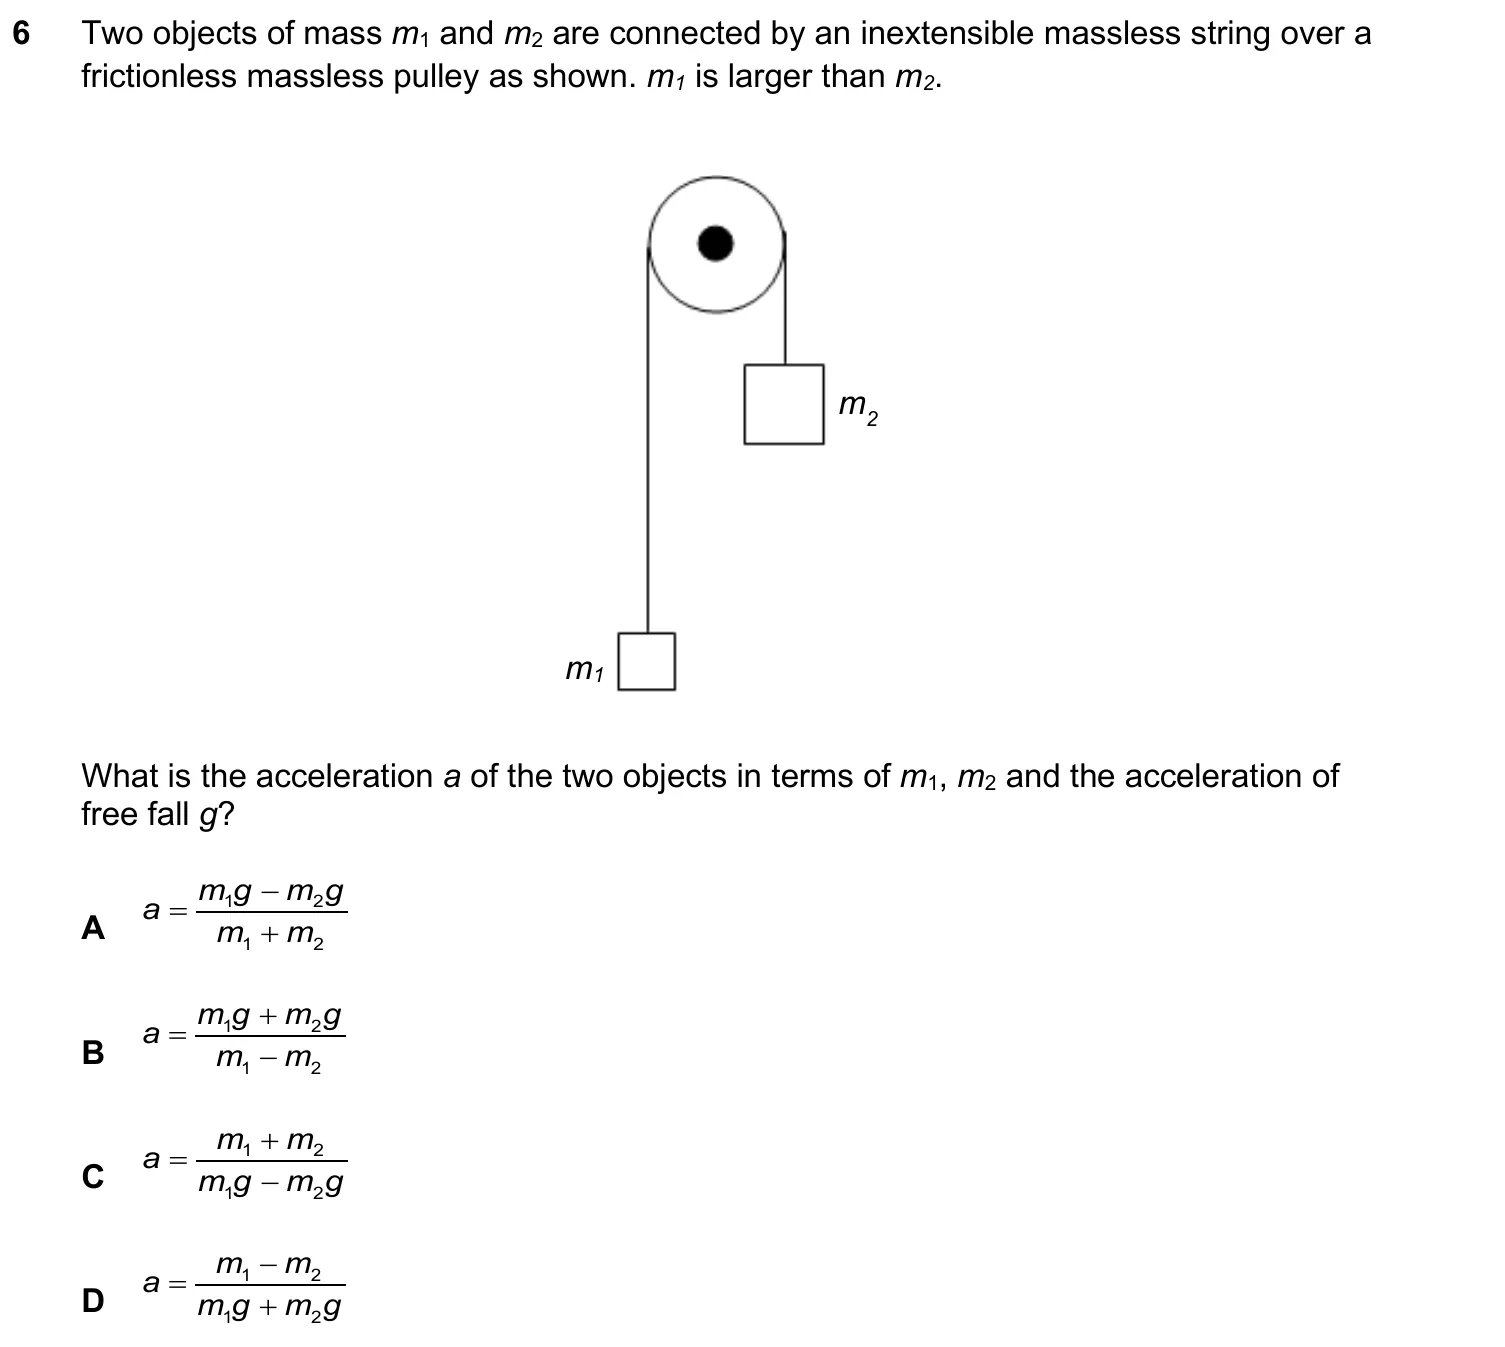 6 Two objects of mass m₁ and m₂ are connected by an inextensible massless string over a
frictionless massless pulley as shown. m₁ is larger than m₂.
m₂
m₁
What is the acceleration a of the two objects in terms of m₁, m₂ and the acceleration of
free fall g?
A a = (m₁g − m₂g)/(m₁ + m₂)
B a = (m₁g + m₂g)/(m₁ − m₂)
C a = (m₁ + m₂)/(m₁g − m₂g)
D a = (m₁ − m₂)/(m₁g + m₂g)